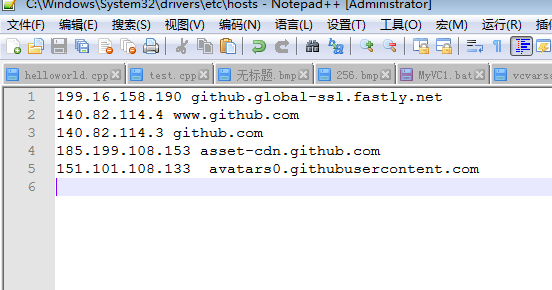 C:\Windows\System32\drivers\etc\hosts - Notepad++ [Administrator]
文件(F) 编辑(E) 搜索(S) 视图(V) 编码(N) 语言(L) 设置(T) 工具(O) 宏(M) 运行(R) 插件
helloworld.cpp test.cpp 无标题.bmp 256.bmp MyVC1.bat vcvarsa
1 199.16.158.190 github.global-ssl.fastly.net
2 140.82.114.4 www.github.com
3 140.82.114.3 github.com
4 185.199.108.153 asset-cdn.github.com
5 151.101.108.133  avatars0.githubusercontent.com
6